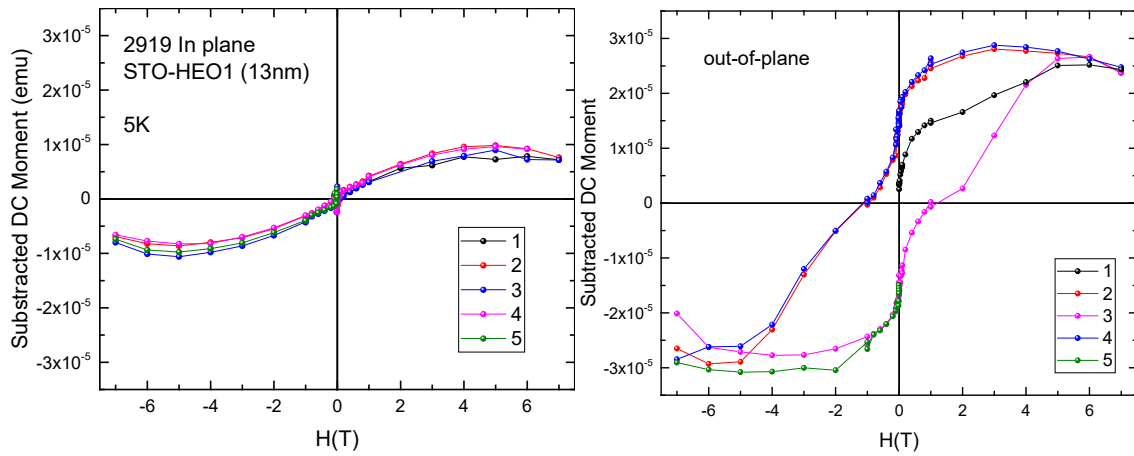 2919 In plane
STO-HEO1 (13nm)
5K
Substracted DC Moment (emu)
3x10⁻⁵
2x10⁻⁵
1x10⁻⁵
0
-1x10⁻⁵
-2x10⁻⁵
-3x10⁻⁵
-6 -4 -2 0 2 4 6
H(T)
1
2
3
4
5
out-of-plane
Subtracted DC Moment
3x10⁻⁵
2x10⁻⁵
1x10⁻⁵
0
-1x10⁻⁵
-2x10⁻⁵
-3x10⁻⁵
-6 -4 -2 0 2 4 6
H(T)
1
2
3
4
5